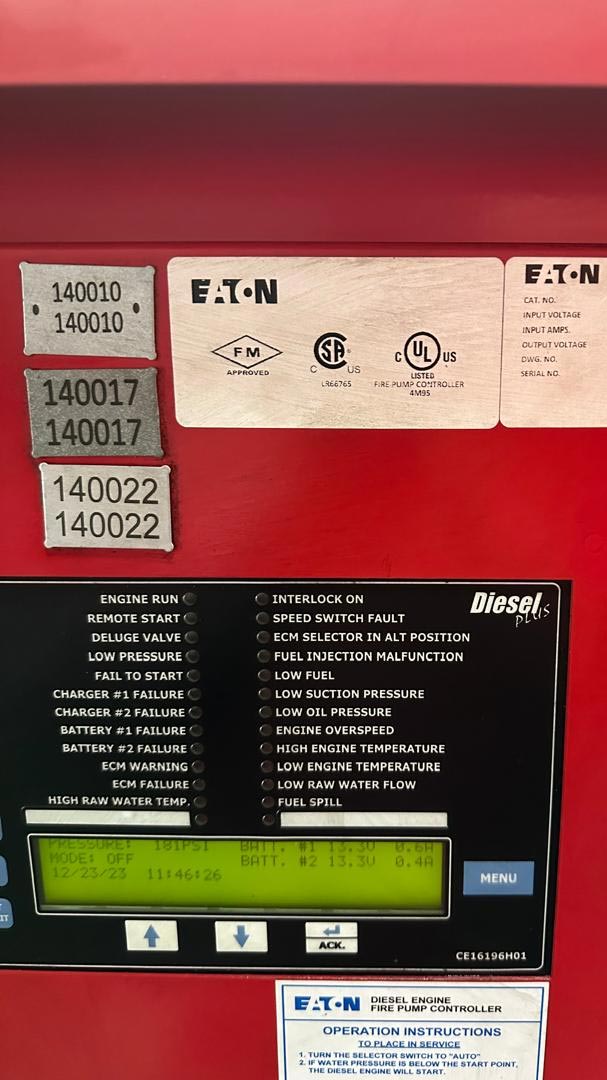 140010
140010
140017
140017
140022
140022
EATON
FM
APPROVED
C SA US
LR66765
C UL US
LISTED
FIRE PUMP CONTROLLER
4M95
EATON
CAT. NO.
INPUT VOLTAGE
INPUT AMPS.
OUTPUT VOLTAGE
DWG. NO.
SERIAL NO.
Diesel
PLUS
ENGINE RUN
REMOTE START
DELUGE VALVE
LOW PRESSURE
FAIL TO START
CHARGER #1 FAILURE
CHARGER #2 FAILURE
BATTERY #1 FAILURE
BATTERY #2 FAILURE
ECM WARNING
ECM FAILURE
HIGH RAW WATER TEMP.
INTERLOCK ON
SPEED SWITCH FAULT
ECM SELECTOR IN ALT POSITION
FUEL INJECTION MALFUNCTION
LOW FUEL
LOW SUCTION PRESSURE
LOW OIL PRESSURE
ENGINE OVERSPEED
HIGH ENGINE TEMPERATURE
LOW ENGINE TEMPERATURE
LOW RAW WATER FLOW
FUEL SPILL
PRESSURE: 181PSI BATT. #1 13.3V 0.6A
MODE: OFF BATT. #2 13.3V 0.4A
12/23/23 11:46:26
MENU
ACK.
CE16196H01
EATON DIESEL ENGINE
FIRE PUMP CONTROLLER
OPERATION INSTRUCTIONS
TO PLACE IN SERVICE
1. TURN THE SELECTOR SWITCH TO "AUTO"
2. IF WATER PRESSURE IS BELOW THE START POINT,
THE DIESEL ENGINE WILL START.